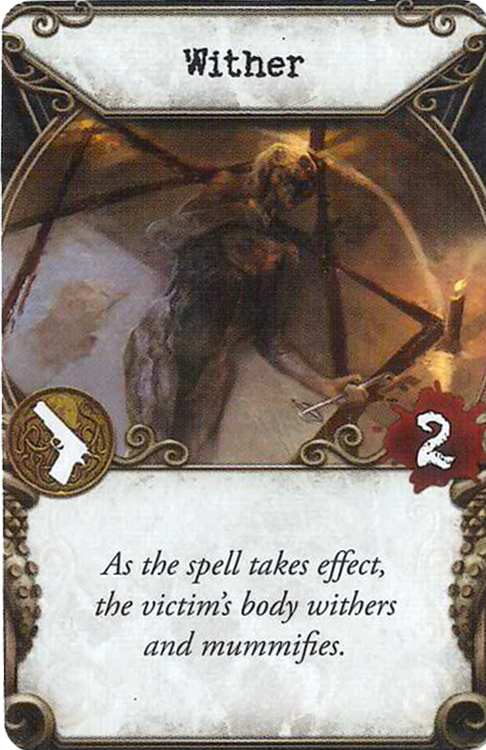 Wither
2
As the spell takes effect,
the victim's body withers
and mummifies.